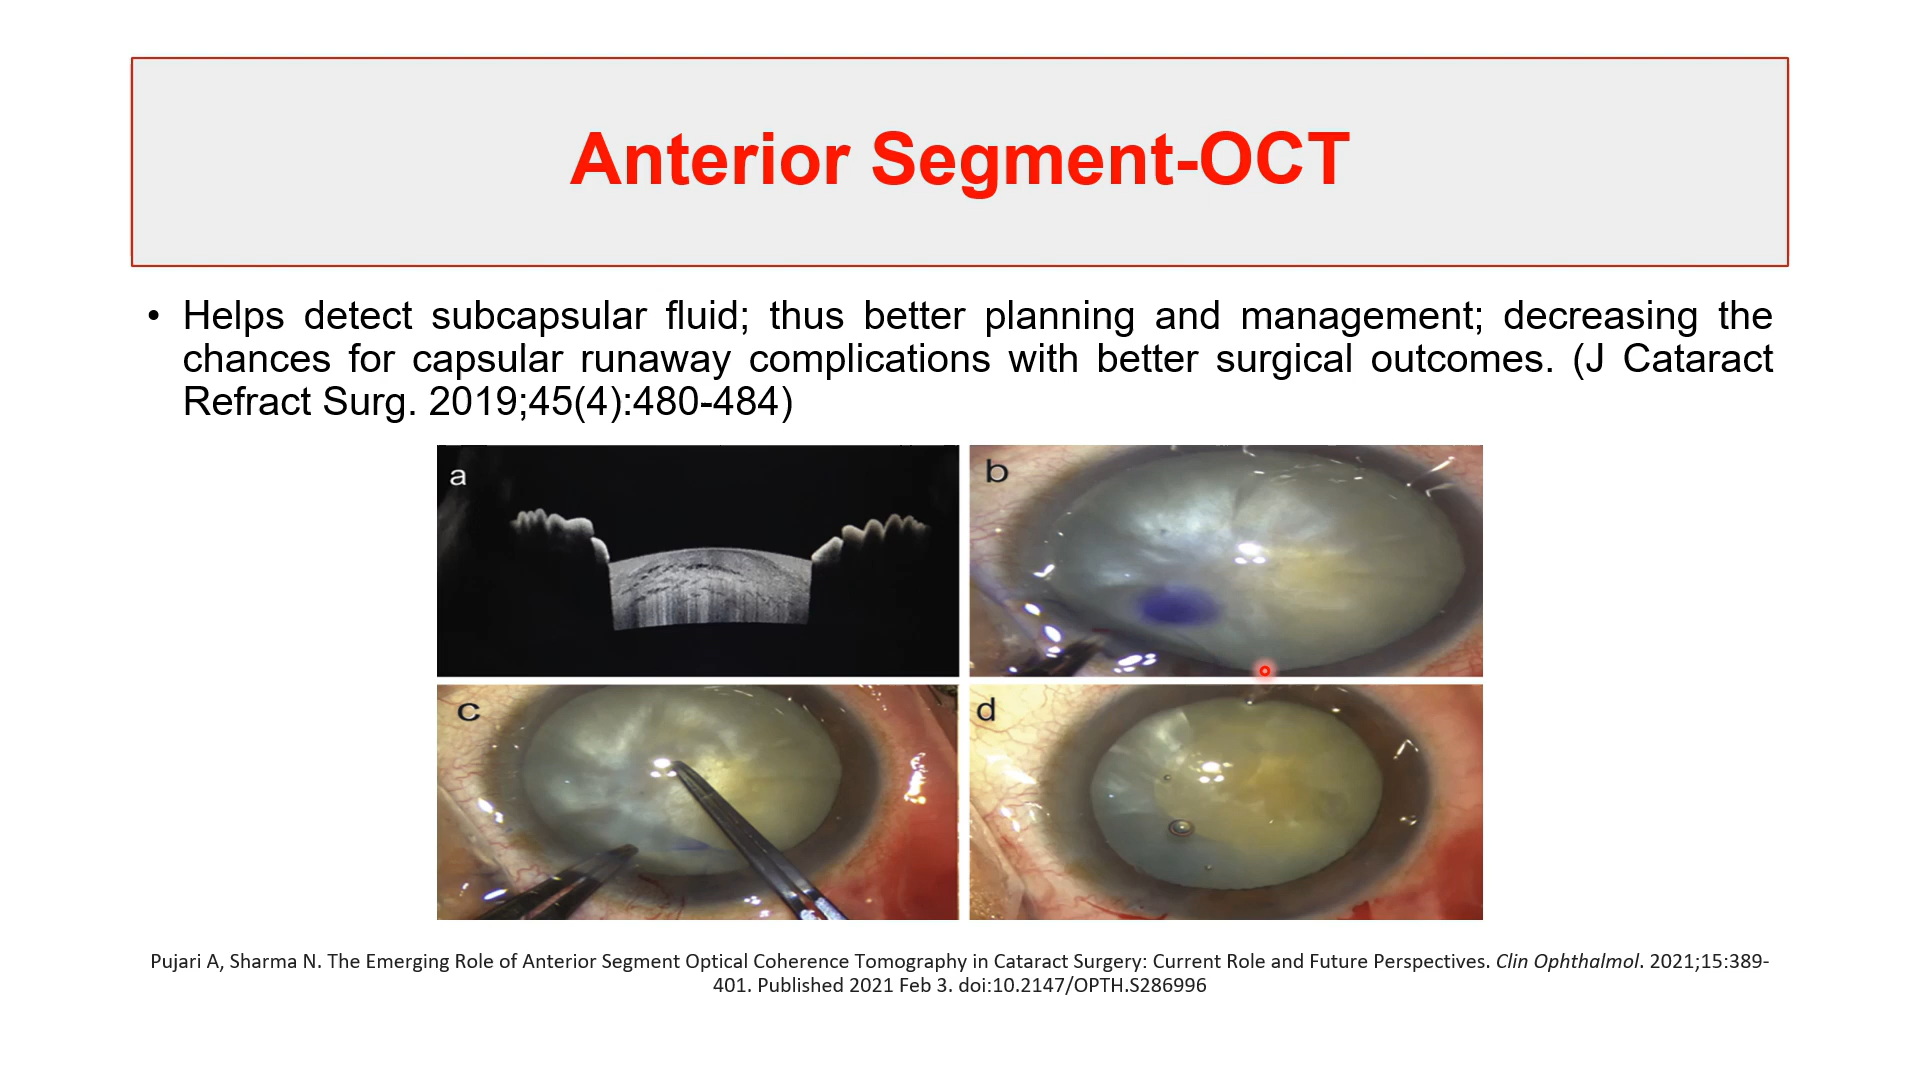 Anterior Segment-OCT
• Helps detect subcapsular fluid; thus better planning and management; decreasing the
chances for capsular runaway complications with better surgical outcomes. (J Cataract
Refract Surg. 2019;45(4):480-484)
a
b
c
d
Pujari A, Sharma N. The Emerging Role of Anterior Segment Optical Coherence Tomography in Cataract Surgery: Current Role and Future Perspectives. Clin Ophthalmol. 2021;15:389-
401. Published 2021 Feb 3. doi:10.2147/OPTH.S286996